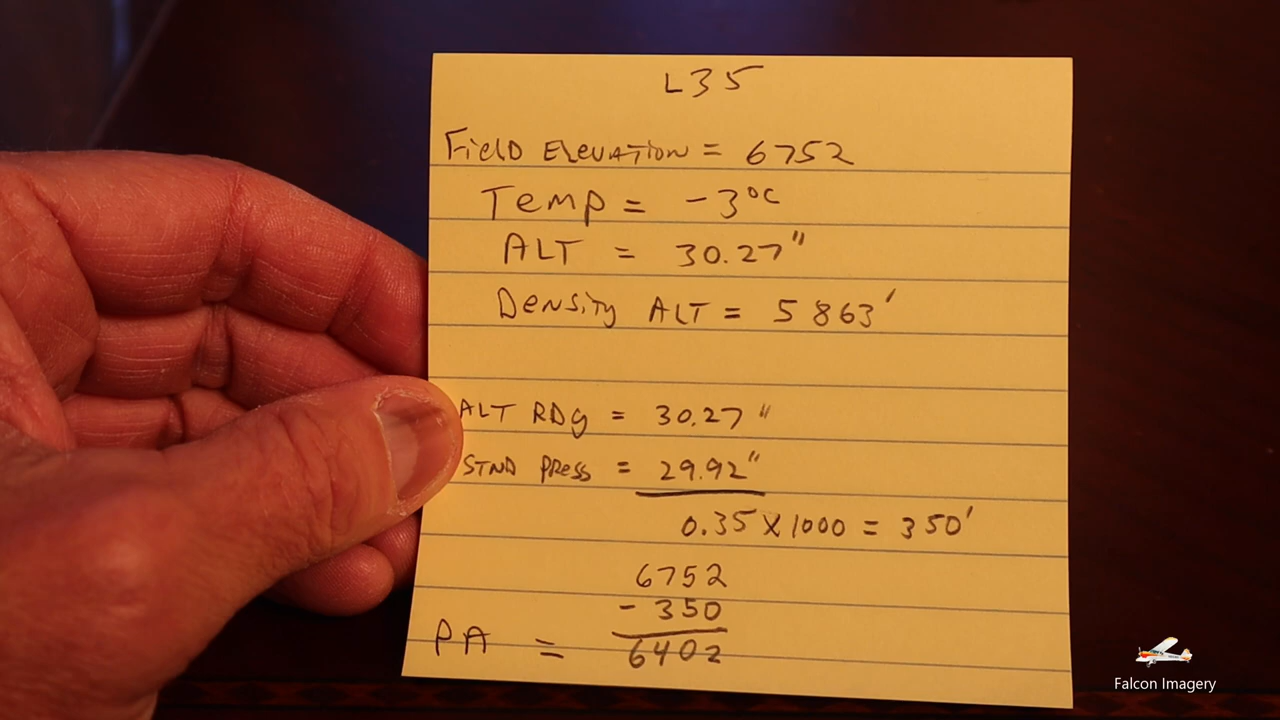 L35
Field Elevation = 6752
Temp = -3°C
ALT = 30.27"
Density ALT = 5863'
ALT RDg = 30.27"
STND PRESS = 29.92"
0.35 X 1000 = 350'
6752
- 350
PA = 6402
Falcon Imagery